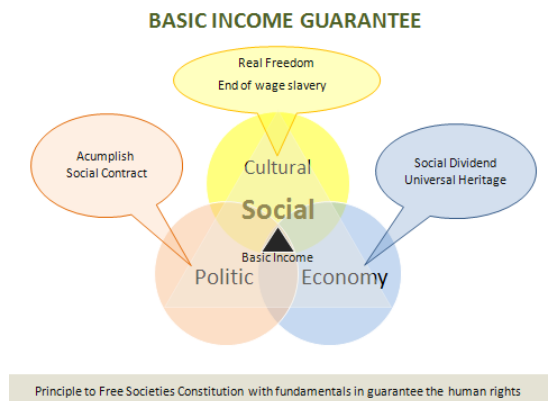 BASIC INCOME GUARANTEE
Real Freedom
End of wage slavery
Acumplish
Social Contract
Social Dividend
Universal Heritage
Cultural
Social
Basic Income
Politic
Economy
Principle to Free Societies Constitution with fundamentals in guarantee the human rights